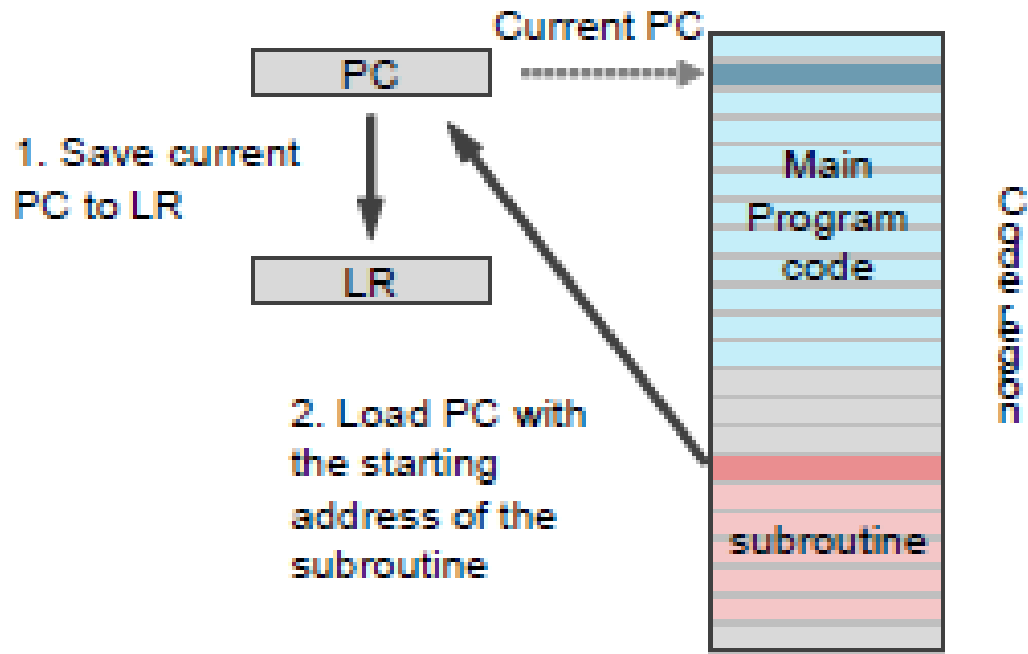 Current PC
PC
1. Save current
PC to LR
Main
Program
code
LR
2. Load PC with
the starting
address of the
subroutine
subroutine